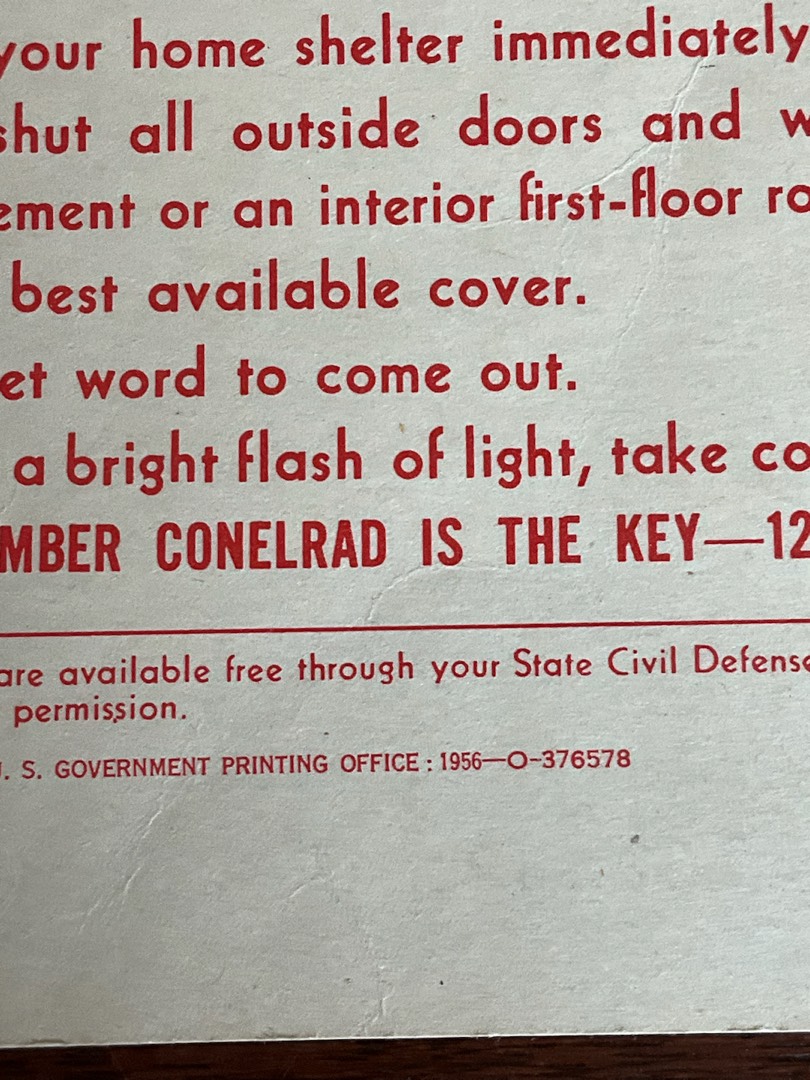 your home shelter immediately
shut all outside doors and w
ement or an interior first-floor ro
best available cover.
et word to come out.
a bright flash of light, take co
MBER CONELRAD IS THE KEY—12
are available free through your State Civil Defense
permission.
. S. GOVERNMENT PRINTING OFFICE : 1956—O-376578